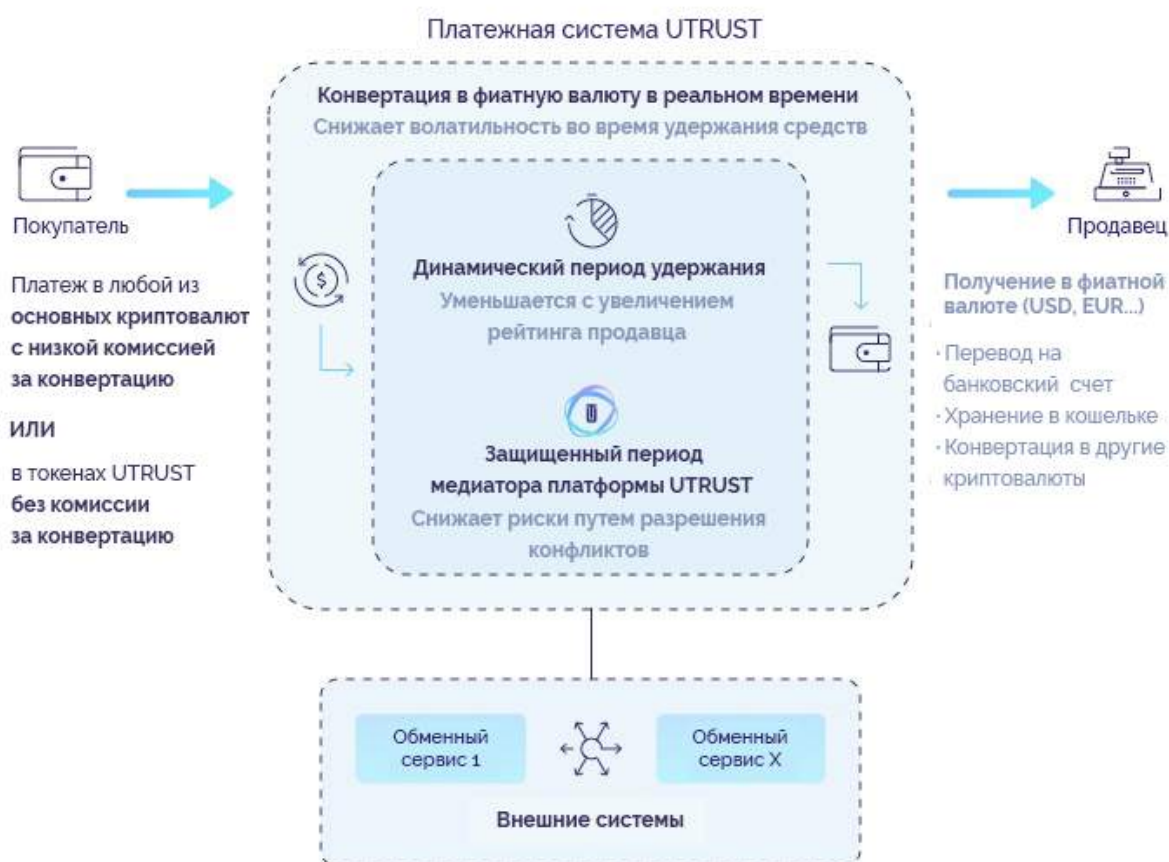 Платежная система UTRUST
Конвертация в фиатную валюту в реальном времени
Снижает волатильность во время удержания средств
Покупатель
Платеж в любой из
основных криптовалют
с низкой комиссией
за конвертацию
ИЛИ
в токенах UTRUST
без комиссии
за конвертацию
$
Динамический период удержания
Уменьшается с увеличением
рейтинга продавца
Защищенный период
медиатора платформы UTRUST
Снижает риски путем разрешения
конфликтов
Продавец
Получение в фиатной
валюте (USD, EUR...)
· Перевод на
банковский счет
· Хранение в кошельке
· Конвертация в другие
криптовалюты
Обменный
сервис 1
Обменный
сервис X
Внешние системы